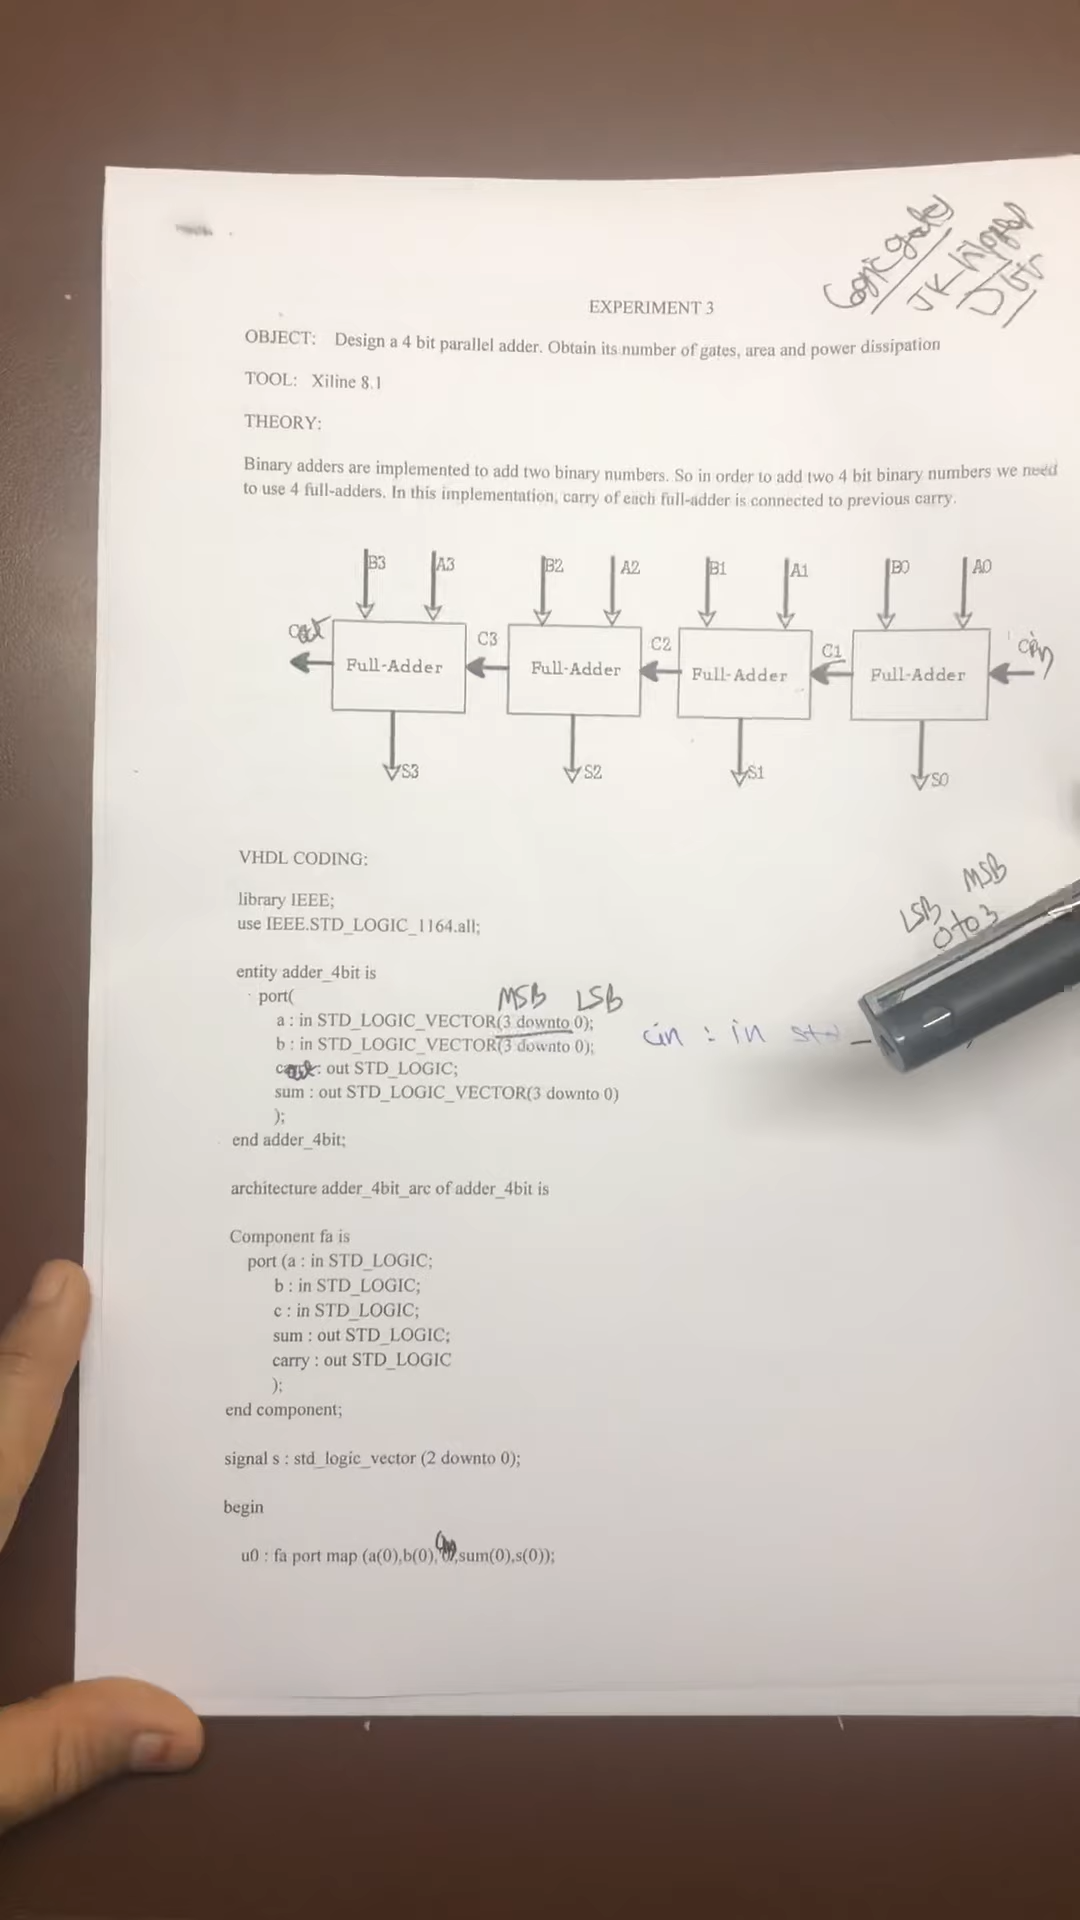 Logic gates
JK
EXPERIMENT 3
OBJECT: Design a 4 bit parallel adder. Obtain its number of gates, area and power dissipation
TOOL: Xiline 8.1
THEORY:
Binary adders are implemented to add two binary numbers. So in order to add two 4 bit binary numbers we need
to use 4 full-adders. In this implementation, carry of each full-adder is connected to previous carry.
B3 A3 B2 A2 B1 A1 B0 A0
Cout C3 C2 C1 Cin
Full-Adder Full-Adder Full-Adder Full-Adder
S3 S2 S1 S0
VHDL CODING:
MSB
LSB
0 to 3
library IEEE;
use IEEE.STD_LOGIC_1164.all;
entity adder_4bit is
port(
MSB LSB
a : in STD_LOGIC_VECTOR(3 downto 0);
cin : in std_
b : in STD_LOGIC_VECTOR(3 downto 0);
cout : out STD_LOGIC;
sum : out STD_LOGIC_VECTOR(3 downto 0)
);
end adder_4bit;
architecture adder_4bit_arc of adder_4bit is
Component fa is
port (a : in STD_LOGIC;
b : in STD_LOGIC;
c : in STD_LOGIC;
sum : out STD_LOGIC;
carry : out STD_LOGIC
);
end component;
signal s : std_logic_vector (2 downto 0);
begin
u0 : fa port map (a(0),b(0),Cin,sum(0),s(0));